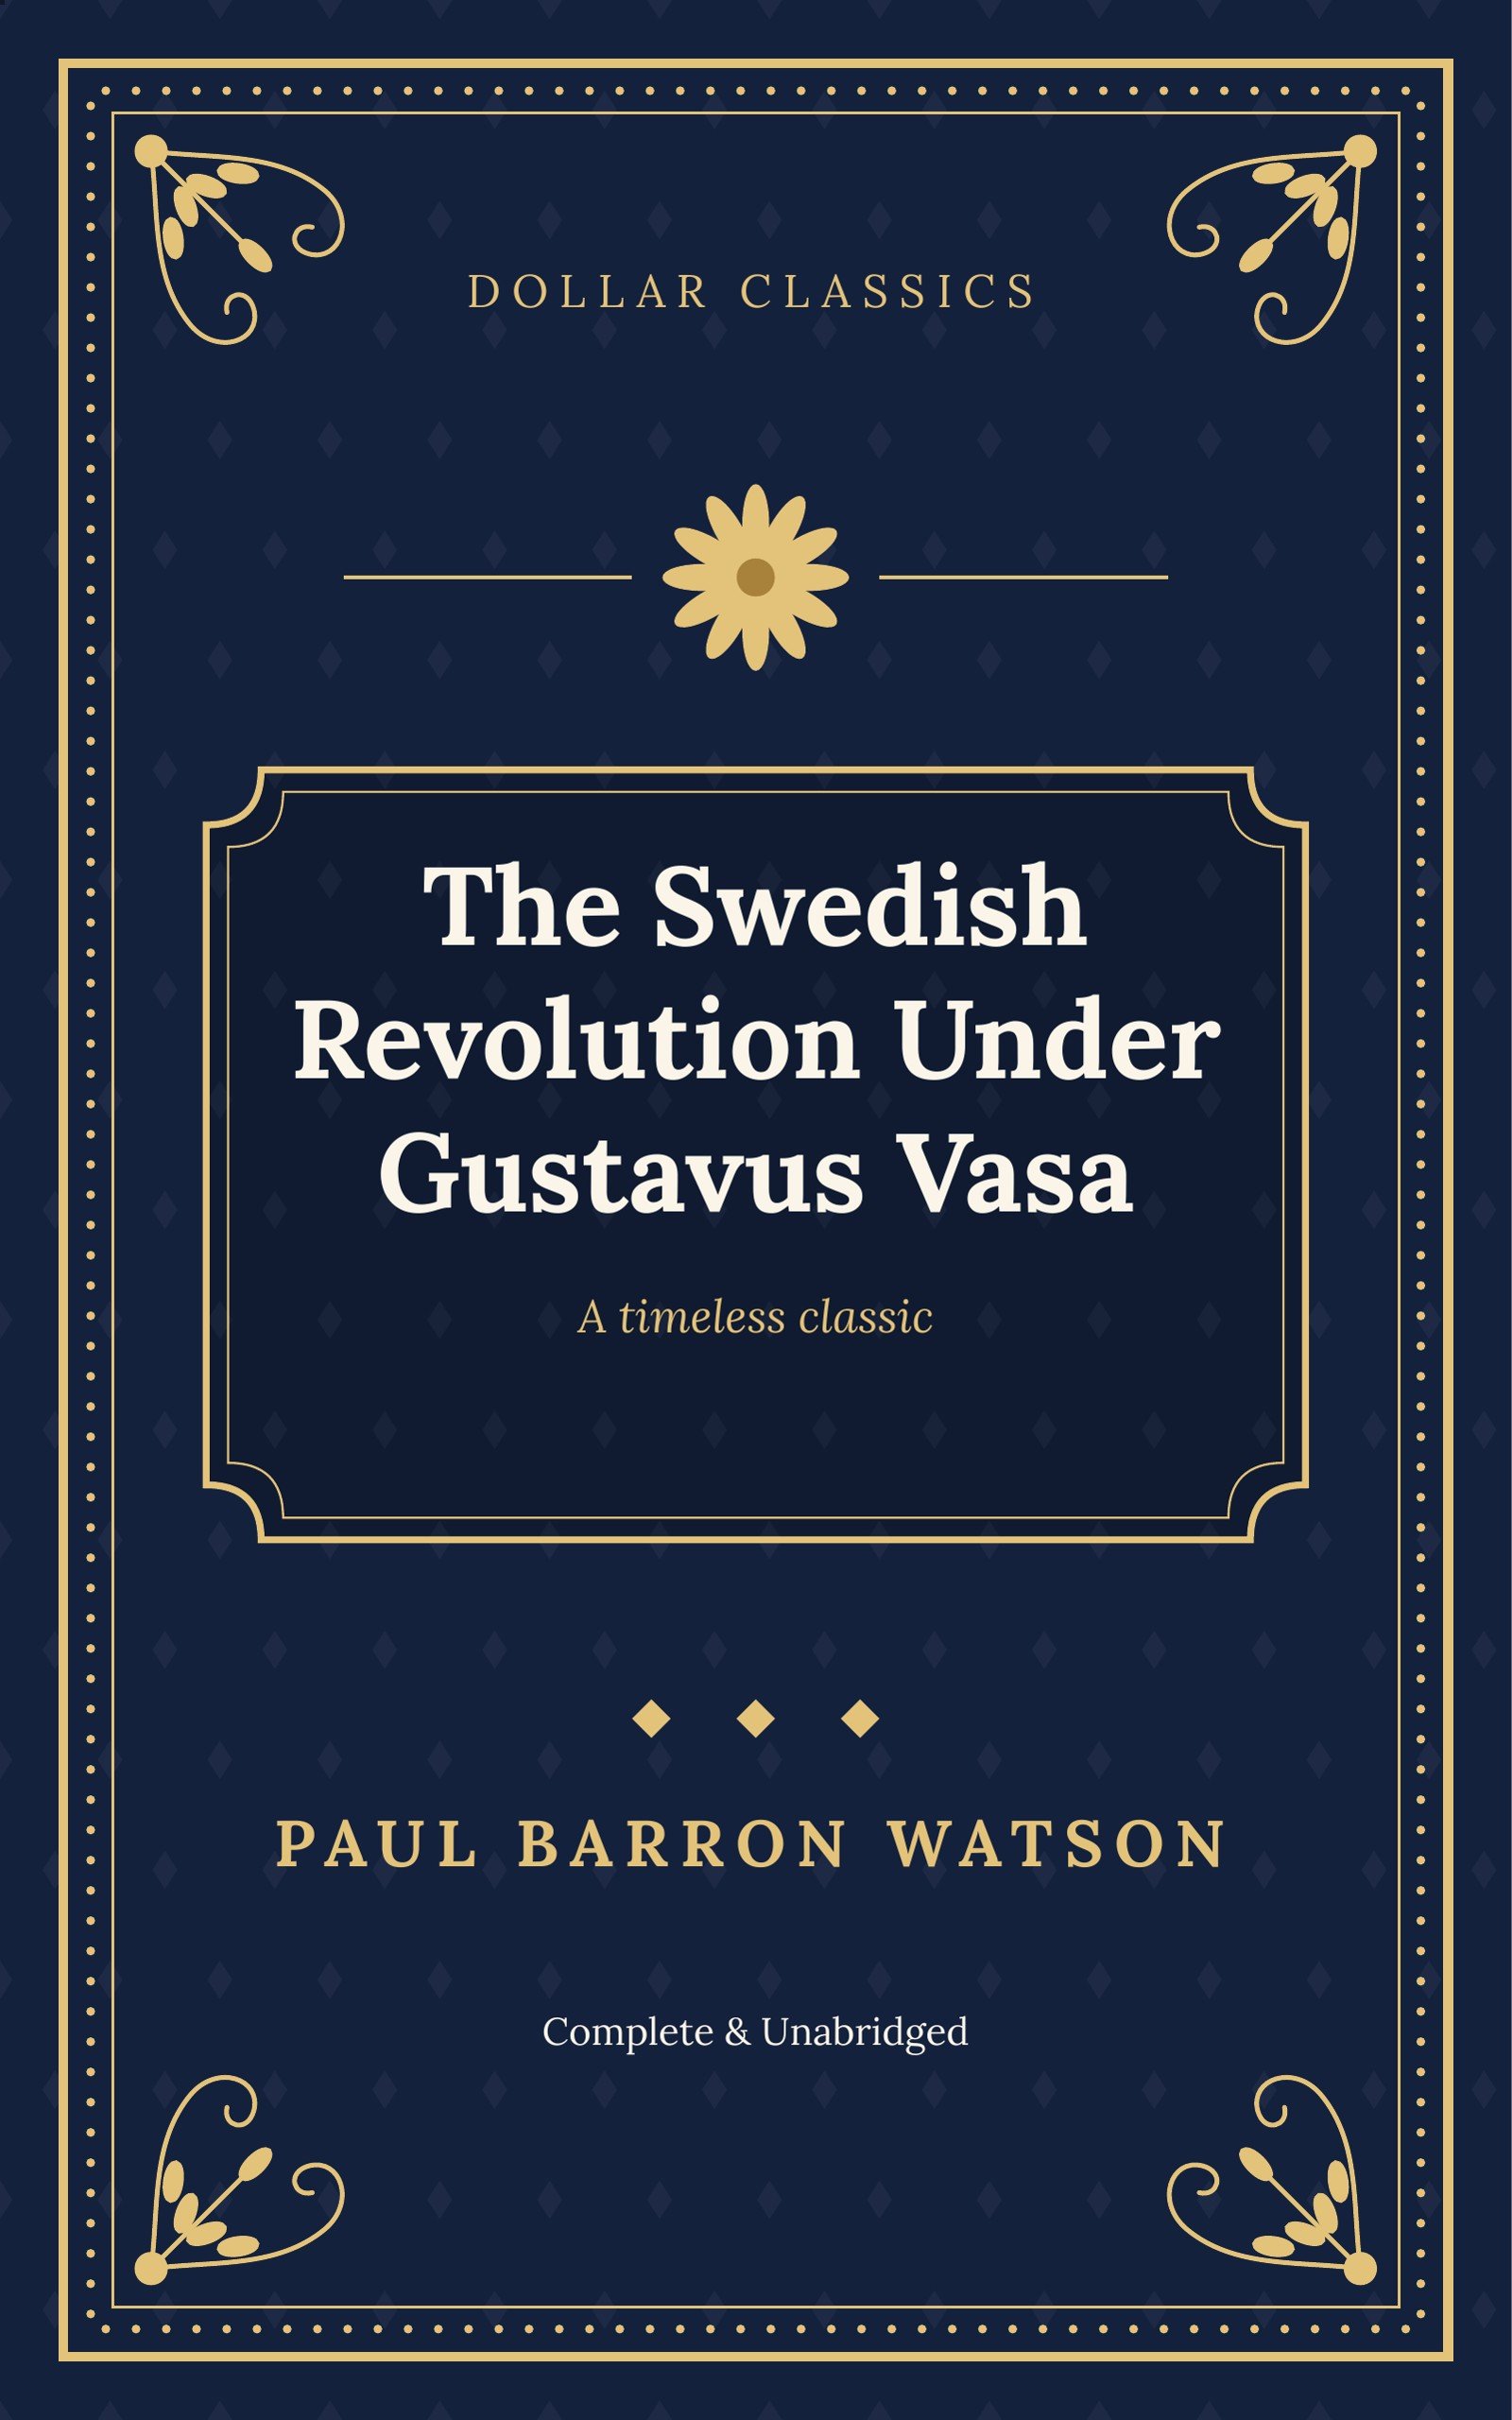 DOLLAR CLASSICS
The Swedish
Revolution Under
Gustavus Vasa
A timeless classic
PAUL BARRON WATSON
Complete & Unabridged